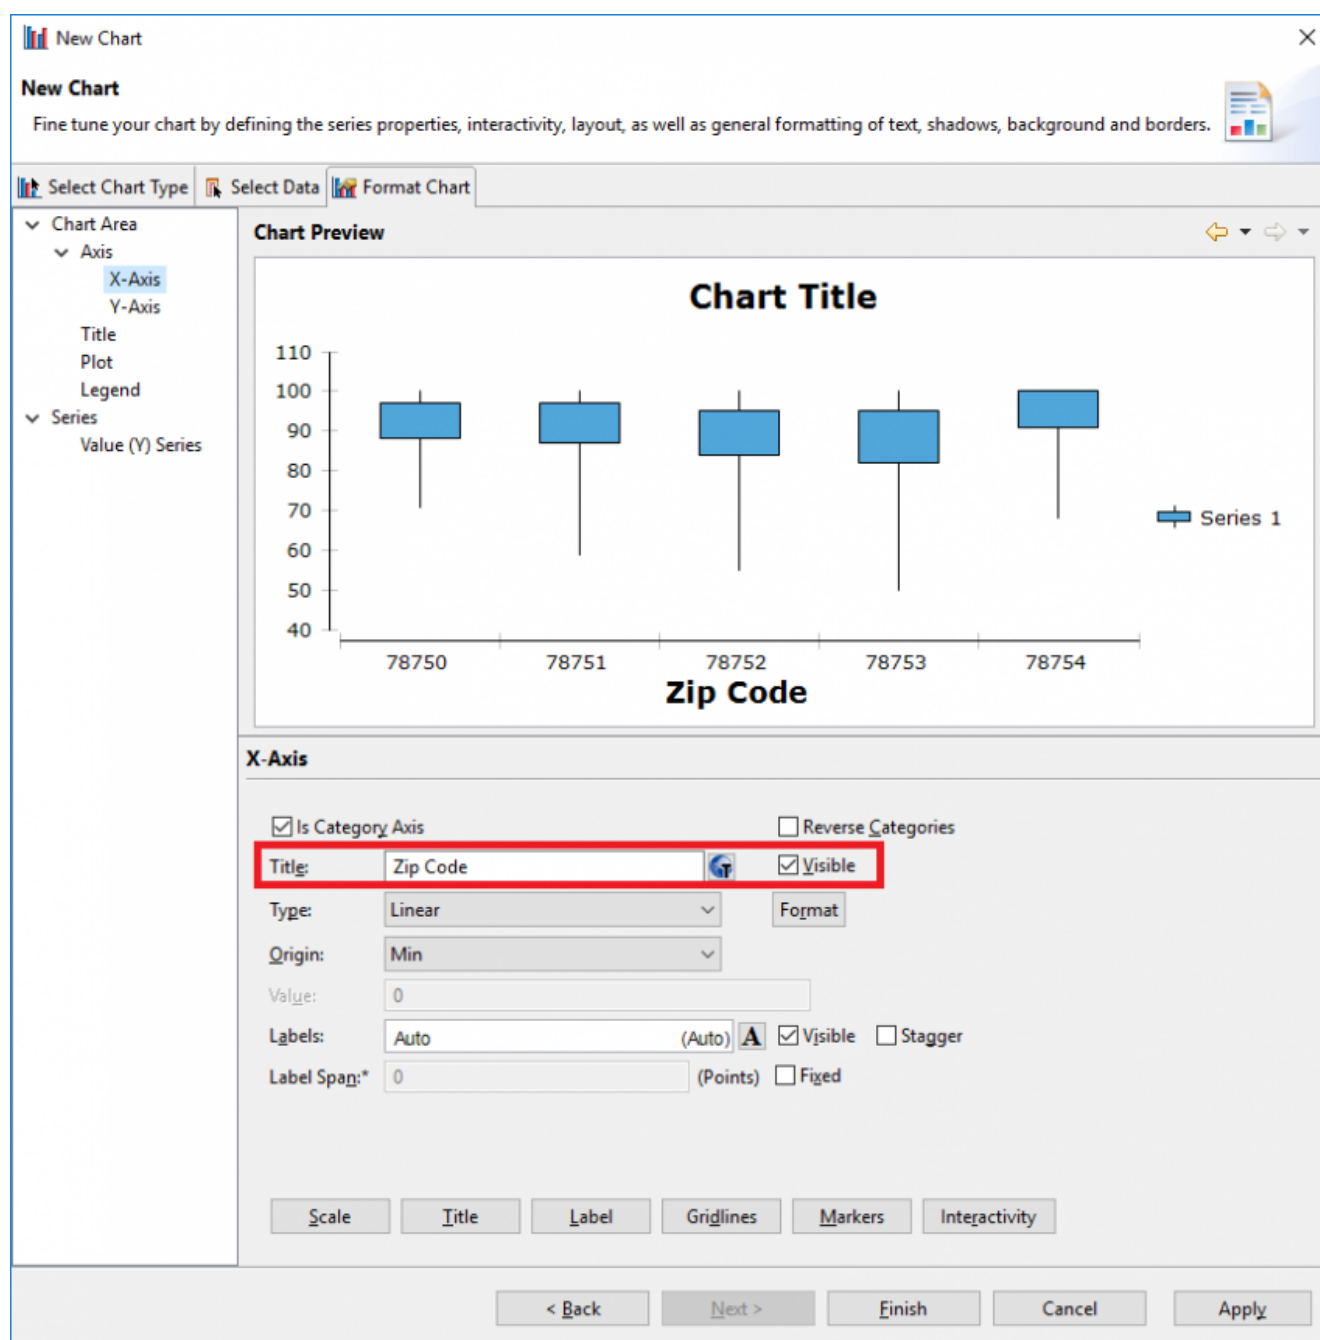 New Chart
New Chart
Fine tune your chart by defining the series properties, interactivity, layout, as well as general formatting of text, shadows, background and borders.
Select Chart Type Select Data Format Chart
Chart Area
Axis
X-Axis
Y-Axis
Title
Plot
Legend
Series
Value (Y) Series
Chart Preview
Chart Title
110
100
90
80
70
60
50
40
78750 78751 78752 78753 78754
Zip Code
Series 1
X-Axis
Is Category Axis Reverse Categories
Title: Zip Code Visible
Type: Linear Format
Origin: Min
Value: 0
Labels: Auto (Auto) A Visible Stagger
Label Span:* 0 (Points) Fixed
Scale Title Label Gridlines Markers Interactivity
< Back Next > Finish Cancel Apply